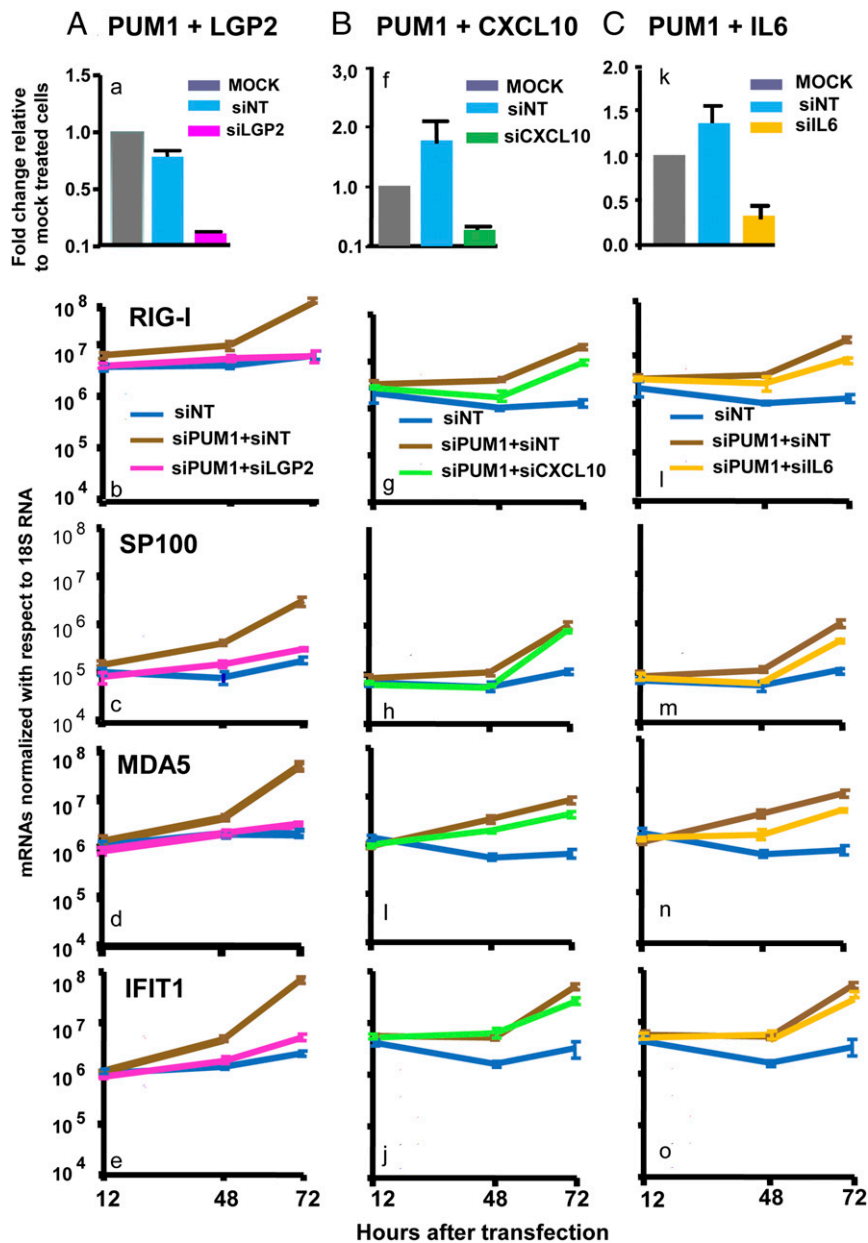 A PUM1 + LGP2
B PUM1 + CXCL10
C PUM1 + IL6
Fold change relative
to mock treated cells
1.5
1.0
0.5
0.1
a
MOCK
siNT
siLGP2
3.0
2.0
1.0
0.1
f
MOCK
siNT
siCXCL10
2.0
1.5
1.0
0.5
0.0
k
MOCK
siNT
siIL6
mRNAs normalized with respect to 18S RNA
10^8
10^7
10^6
10^5
10^4
RIG-I
siNT
siPUM1+siNT
siPUM1+siLGP2
b
siNT
siPUM1+siNT
siPUM1+siCXCL10
g
siNT
siPUM1+siNT
siPUM1+siIL6
l
10^8
10^7
10^6
10^5
10^4
SP100
c
h
m
10^8
10^7
10^6
10^5
10^4
MDA5
d
l
n
10^8
10^7
10^6
10^5
10^4
IFIT1
e
j
o
12 48 72
12 48 72
12 48 72
Hours after transfection